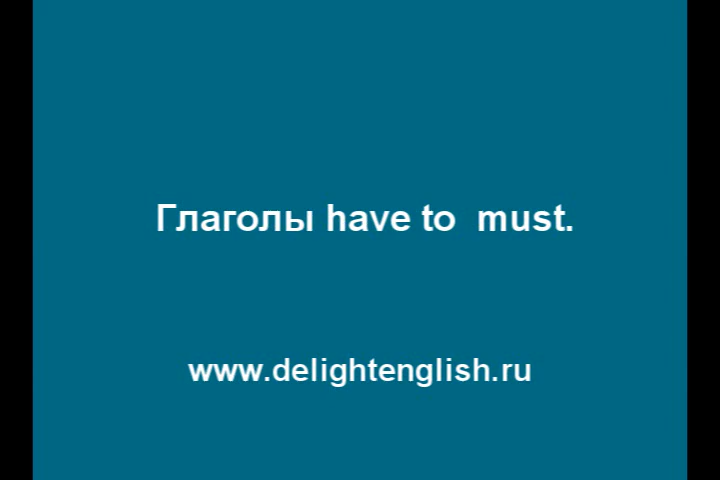 Глаголы have to  must.
www.delightenglish.ru